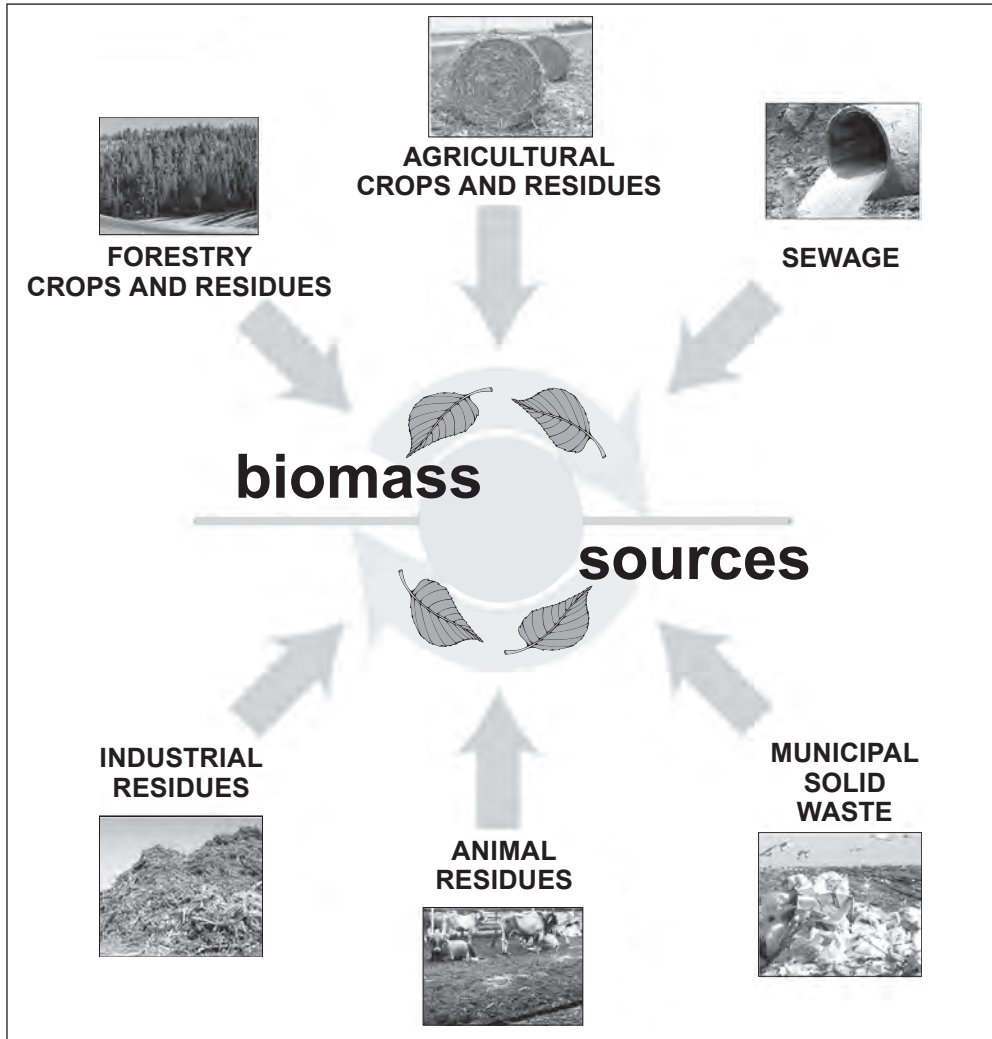 AGRICULTURAL
CROPS AND RESIDUES
FORESTRY
CROPS AND RESIDUES
SEWAGE
biomass
sources
INDUSTRIAL
RESIDUES
ANIMAL
RESIDUES
MUNICIPAL
SOLID
WASTE